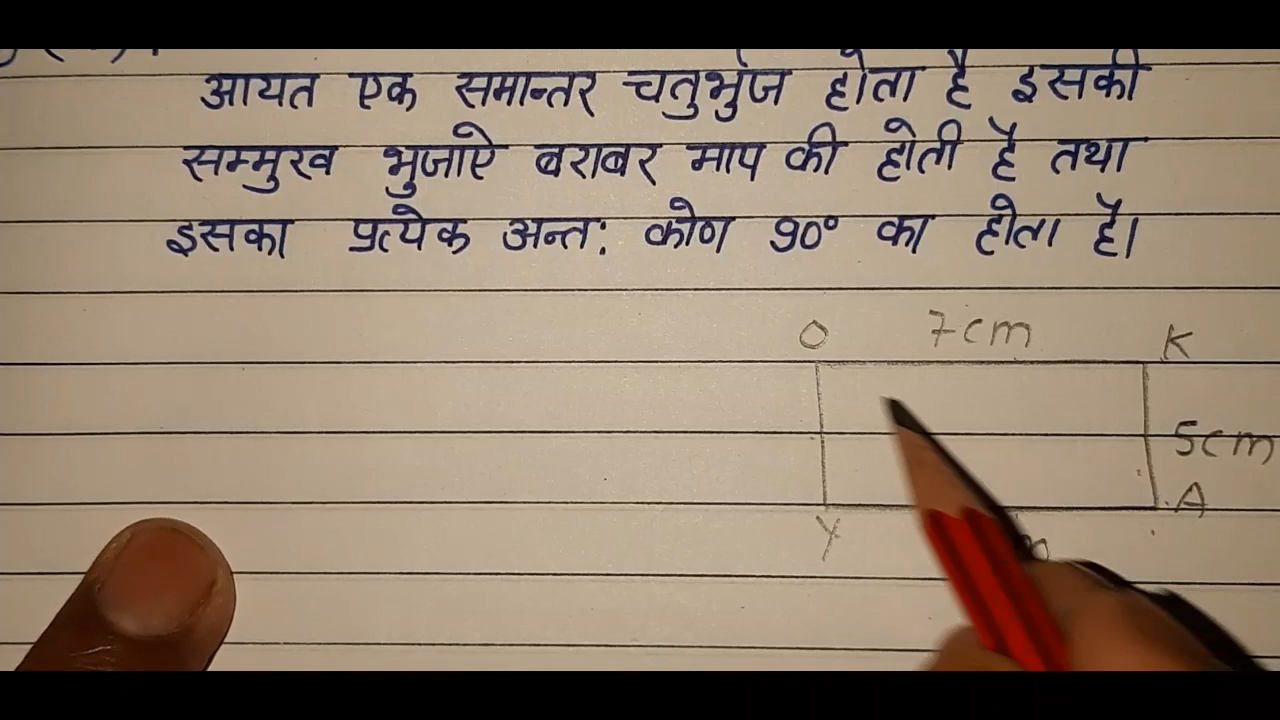 आयत एक समान्तर चतुर्भुज होता है इसकी
सम्मुख भुजाऐ बराबर माप की होती है तथा
इसका प्रत्येक अन्त: कोण 90° का होता है।
O 7cm K
5cm
Y A